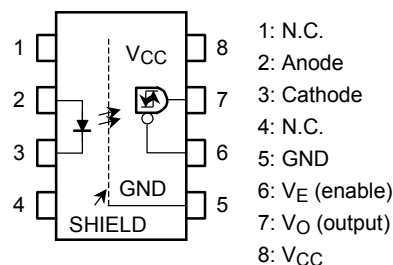 1
2
3
4
VCC
GND
SHIELD
8
7
6
5
1: N.C.
2: Anode
3: Cathode
4: N.C.
5: GND
6: VE (enable)
7: VO (output)
8: VCC